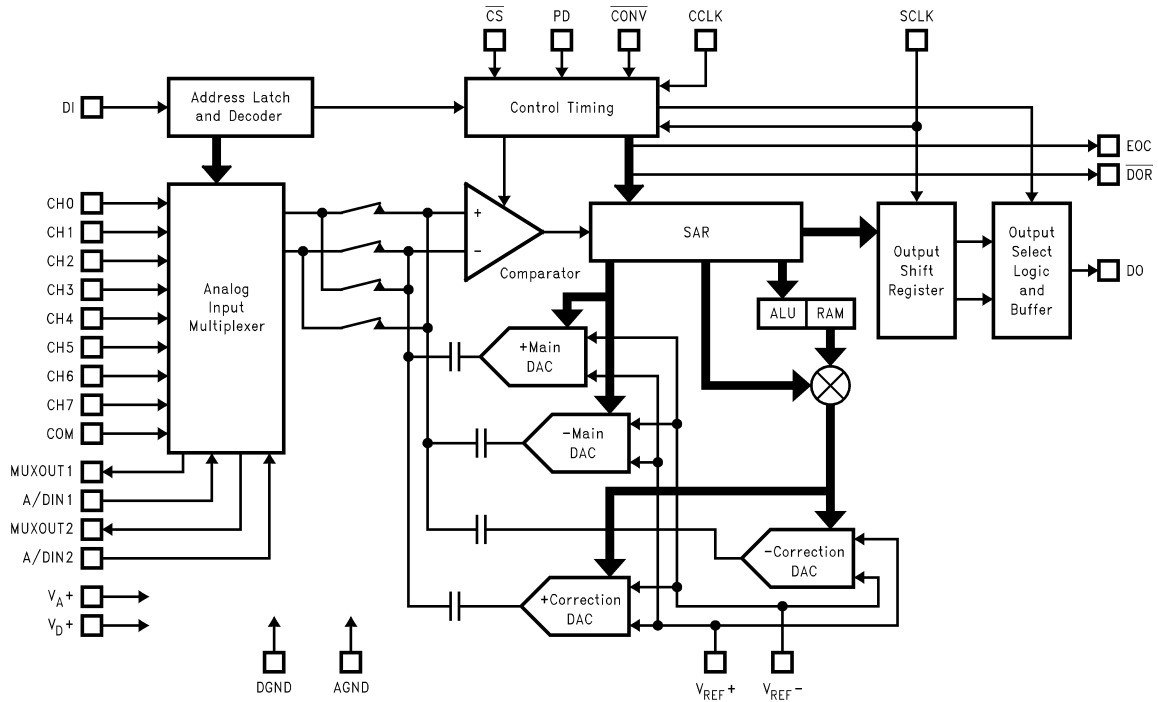 CS PD CONV CCLK SCLK
DI
Address Latch
and Decoder
Control Timing
EOC
DOR
CH0
CH1
CH2
CH3
CH4
CH5
CH6
CH7
COM
MUXOUT1
A/DIN1
MUXOUT2
A/DIN2
VA+
VD+
Analog
Input
Multiplexer
+
−
Comparator
SAR
ALU RAM
Output
Shift
Register
Output
Select
Logic
and
Buffer
DO
+Main
DAC
−Main
DAC
−Correction
DAC
+Correction
DAC
DGND AGND VREF+ VREF−